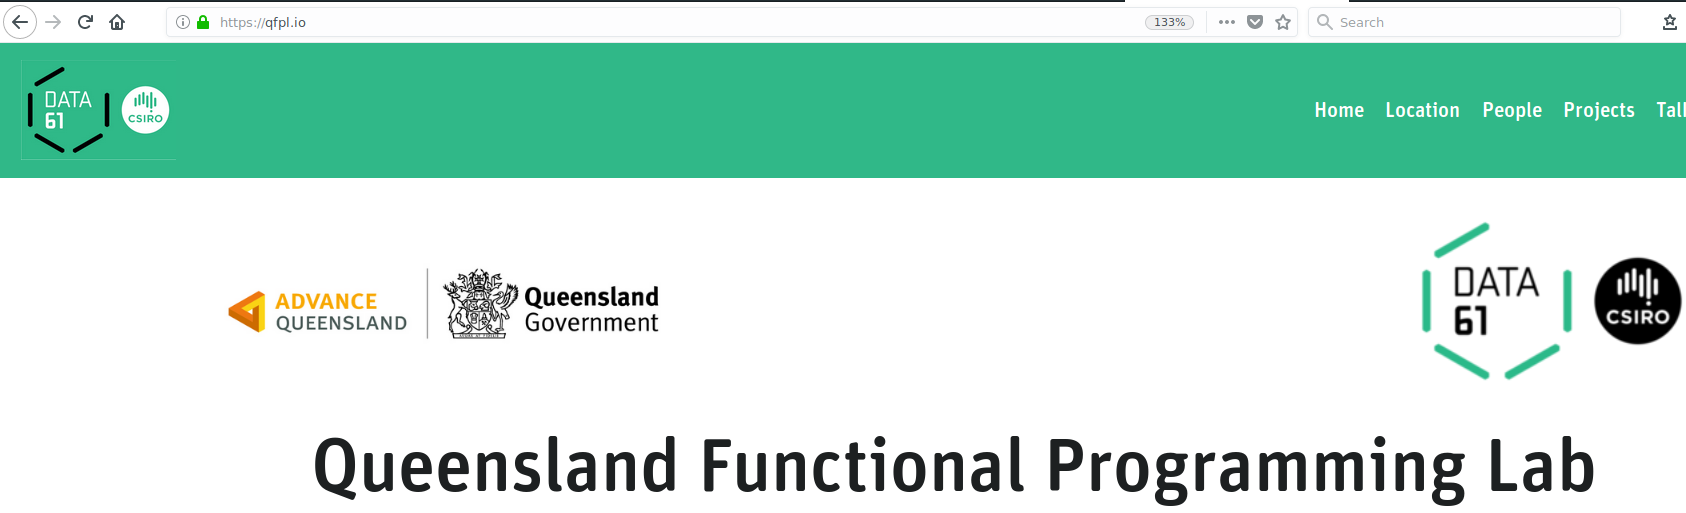 https://qfpl.io
133%
Search
DATA
61
CSIRO
Home Location People Projects Tal
ADVANCE
QUEENSLAND
Queensland
Government
DATA
61
CSIRO
Queensland Functional Programming Lab